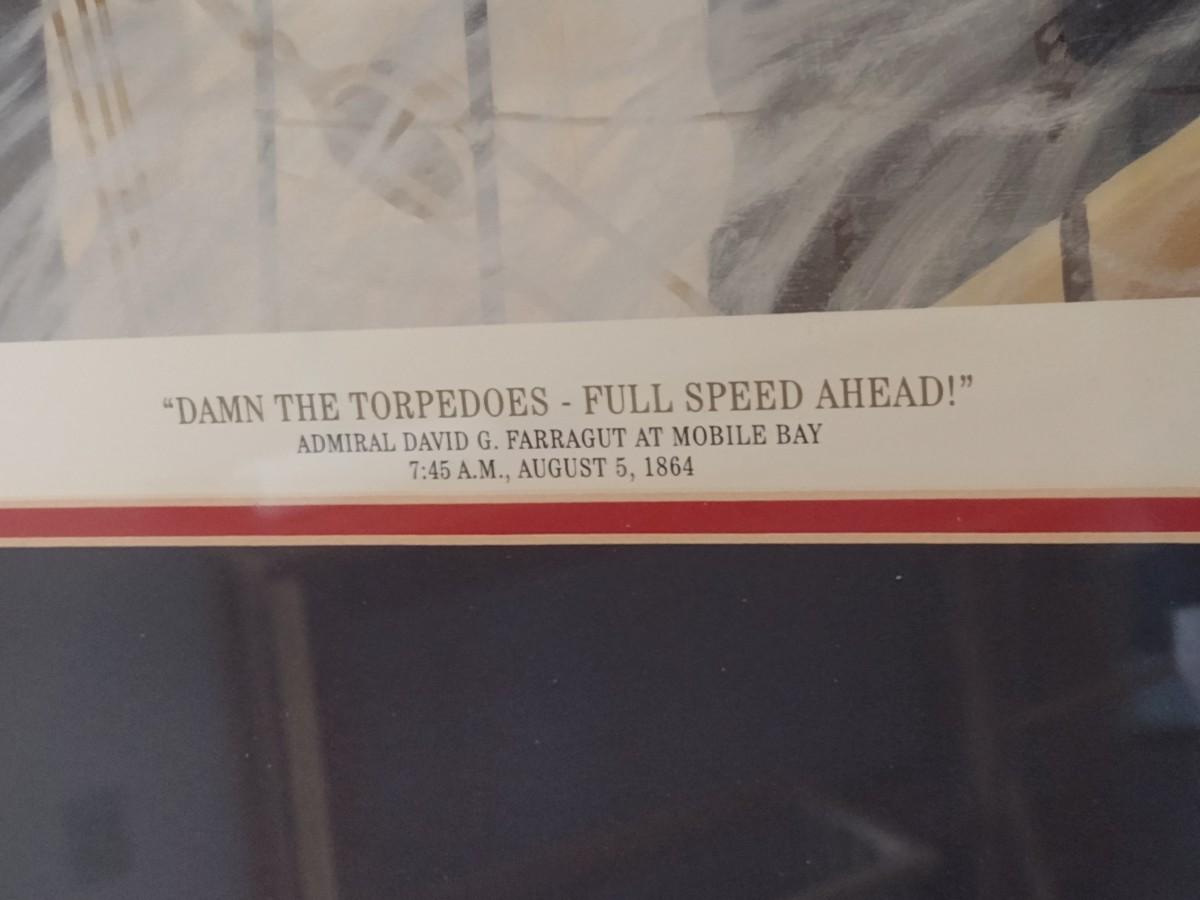 “DAMN THE TORPEDOES - FULL SPEED AHEAD!”
ADMIRAL DAVID G. FARRAGUT AT MOBILE BAY
7:45 A.M., AUGUST 5, 1864